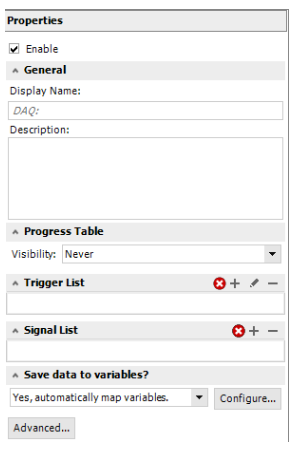 Properties
Enable
General
Display Name:
DAQ:
Description:
Progress Table
Visibility: Never
Trigger List
Signal List
Save data to variables?
Yes, automatically map variables. Configure...
Advanced...